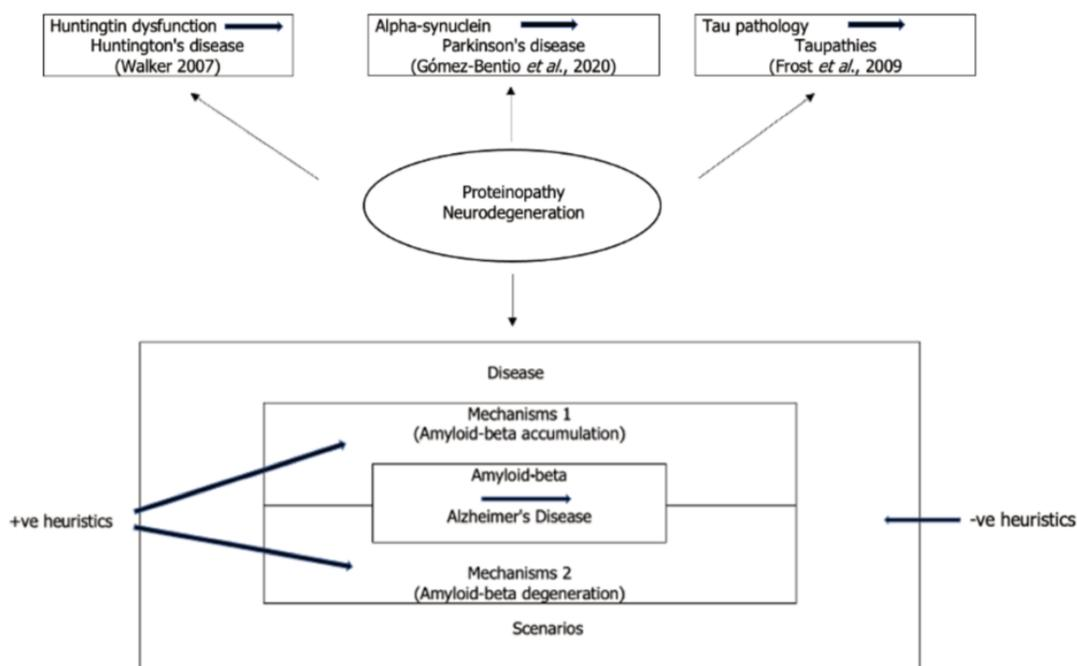 Huntingtin dysfunction
Huntington's disease
(Walker 2007)
Alpha-synuclein
Parkinson's disease
(Gómez-Bentio et al., 2020)
Tau pathology
Taupathies
(Frost et al., 2009
Proteinopathy
Neurodegeneration
Disease
Mechanisms 1
(Amyloid-beta accumulation)
Amyloid-beta
Alzheimer's Disease
+ve heuristics
-ve heuristics
Mechanisms 2
(Amyloid-beta degeneration)
Scenarios